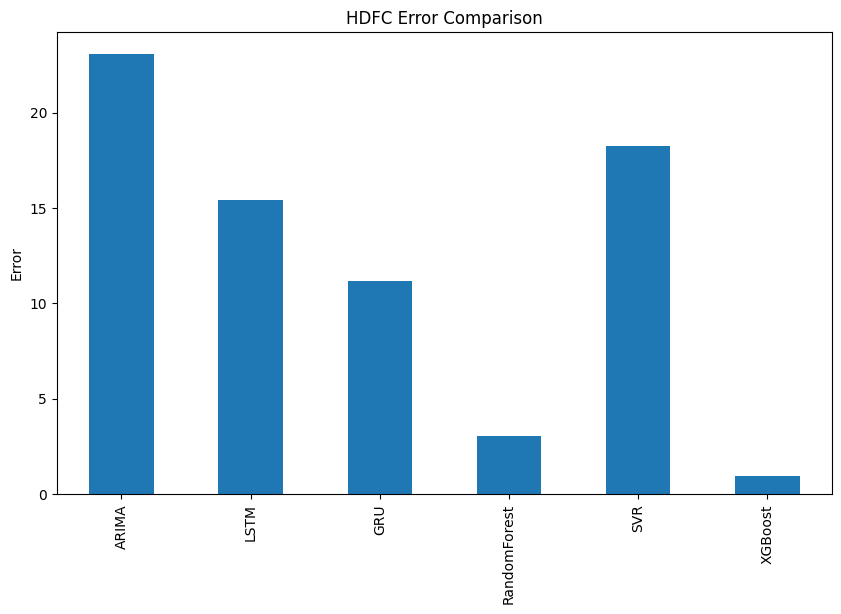 HDFC Error Comparison
Error
20
15
10
5
0
ARIMA
LSTM
GRU
RandomForest
SVR
XGBoost